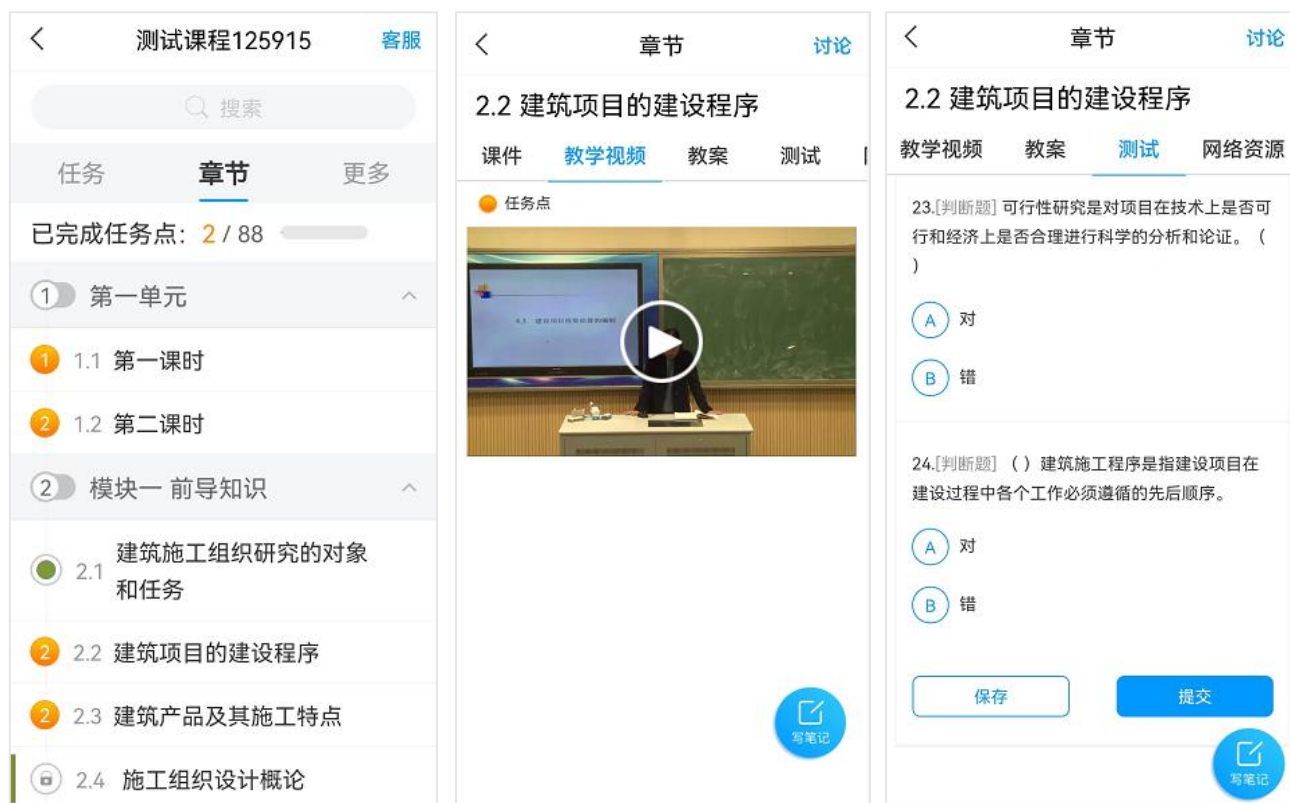 测试课程125915
客服
搜索
任务
章节
更多
已完成任务点: 2 / 88
1 第一单元
1 1.1 第一课时
2 1.2 第二课时
2 模块一 前导知识
2.1 建筑施工组织研究的对象
和任务
2 2.2 建筑项目的建设程序
2 2.3 建筑产品及其施工特点
2.4 施工组织设计概论
章节
讨论
2.2 建筑项目的建设程序
课件
教学视频
教案
测试
任务点
写笔记
章节
讨论
2.2 建筑项目的建设程序
教学视频
教案
测试
网络资源
23.[判断题] 可行性研究是对项目在技术上是否可
行和经济上是否合理进行科学的分析和论证。（
）
A 对
B 错
24.[判断题] （ ）建筑施工程序是指建设项目在
建设过程中各个工作必须遵循的先后顺序。
A 对
B 错
保存
提交
写笔记